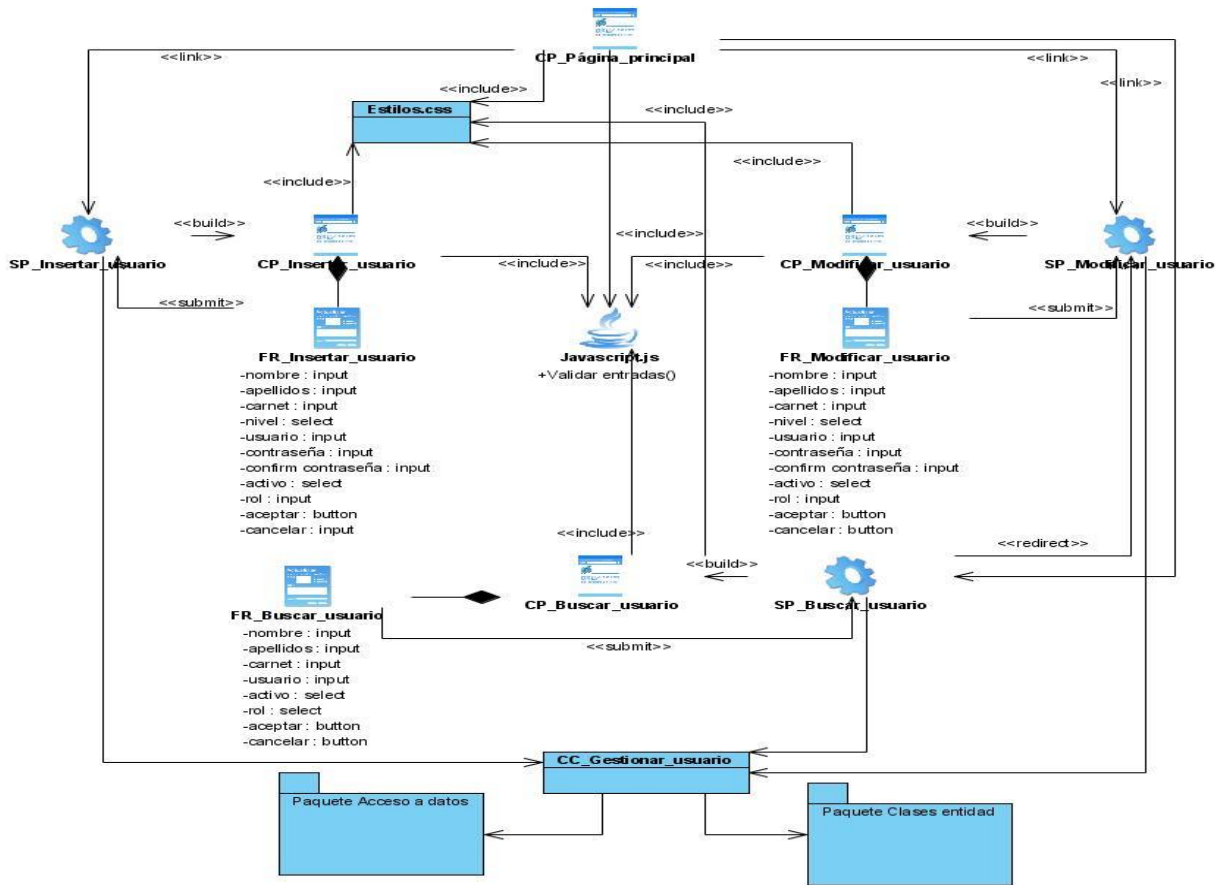 CP_Página_principal
<<link>>
<<link>>
<<link>>
<<include>>
<<include>>
<<include>>
Estilos.css
<<include>>
<<build>>
<<build>>
<<include>>
SP_Insertar_usuario
CP_Insertar_usuario
<<include>>
<<include>>
CP_Modificar_usuario
SP_Modificar_usuario
<<submit>>
<<submit>>
FR_Insertar_usuario
-nombre : input
-apellidos : input
-carnet : input
-nivel : select
-usuario : input
-contraseña : input
-confirm contraseña : input
-activo : select
-rol : input
-aceptar : button
-cancelar : input
Javascript.js
+Validar entradas()
FR_Modificar_usuario
-nombre : input
-apellidos : input
-carnet : input
-nivel : select
-usuario : input
-contraseña : input
-confirm contraseña : input
-activo : select
-rol : input
-aceptar : button
-cancelar : button
<<include>>
<<redirect>>
<<build>>
FR_Buscar_usuario
CP_Buscar_usuario
SP_Buscar_usuario
-nombre : input
-apellidos : input
-carnet : input
-usuario : input
-activo : select
-rol : select
-aceptar : button
-cancelar : button
<<submit>>
CC_Gestionar_usuario
Paquete Acceso a datos
Paquete Clases entidad